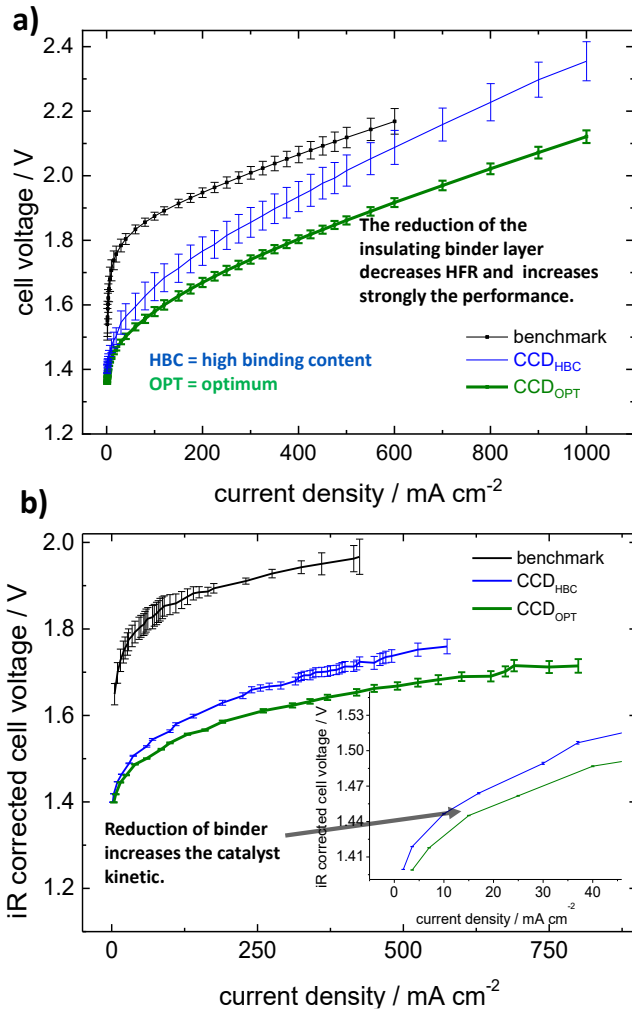 a)
2.4
2.2
2.0
1.8
1.6
1.4
1.2
cell voltage / V
The reduction of the
insulating binder layer
decreases HFR and increases
strongly the performance.
HBC = high binding content
OPT = optimum
benchmark
CCD_HBC
CCD_OPT
0 200 400 600 800 1000
current density / mA cm⁻²
b)
2.0
1.8
1.6
1.4
1.2
iR corrected cell voltage / V
benchmark
CCD_HBC
CCD_OPT
Reduction of binder
increases the catalyst
kinetic.
1.53
1.50
1.47
1.44
1.41
iR corrected cell voltage / V
0 10 20 30 40
current density / mA cm⁻²
0 250 500 750
current density / mA cm⁻²